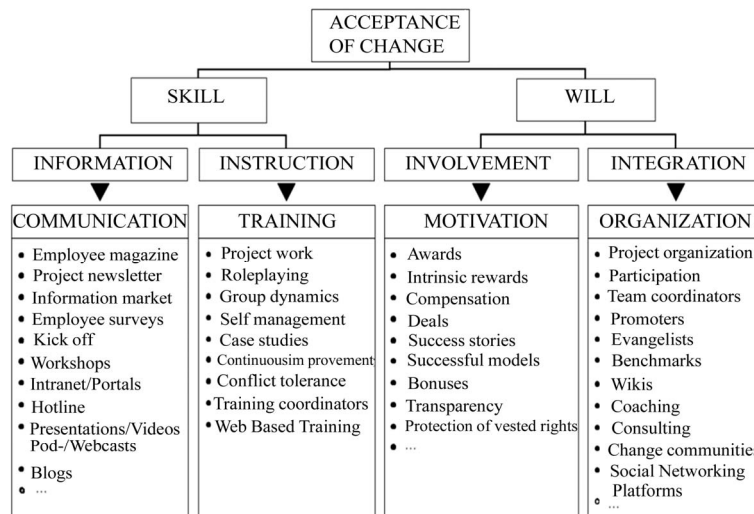 ACCEPTANCE
OF CHANGE
SKILL
WILL
INFORMATION
INSTRUCTION
INVOLVEMENT
INTEGRATION
COMMUNICATION
Employee magazine
Project newsletter
Information market
Employee surveys
Kick off
Workshops
Intranet/Portals
Hotline
Presentations/Videos
Pod-/Webcasts
Blogs
...
TRAINING
Project work
Roleplaying
Group dynamics
Self management
Case studies
Continuousim provement
Conflict tolerance
Training coordinators
Web Based Training
MOTIVATION
Awards
Intrinsic rewards
Compensation
Deals
Success stories
Successful models
Bonuses
Transparency
Protection of vested rights
...
ORGANIZATION
Project organization
Participation
Team coordinators
Promoters
Evangelists
Benchmarks
Wikis
Coaching
Consulting
Change communities
Social Networking
Platforms
...